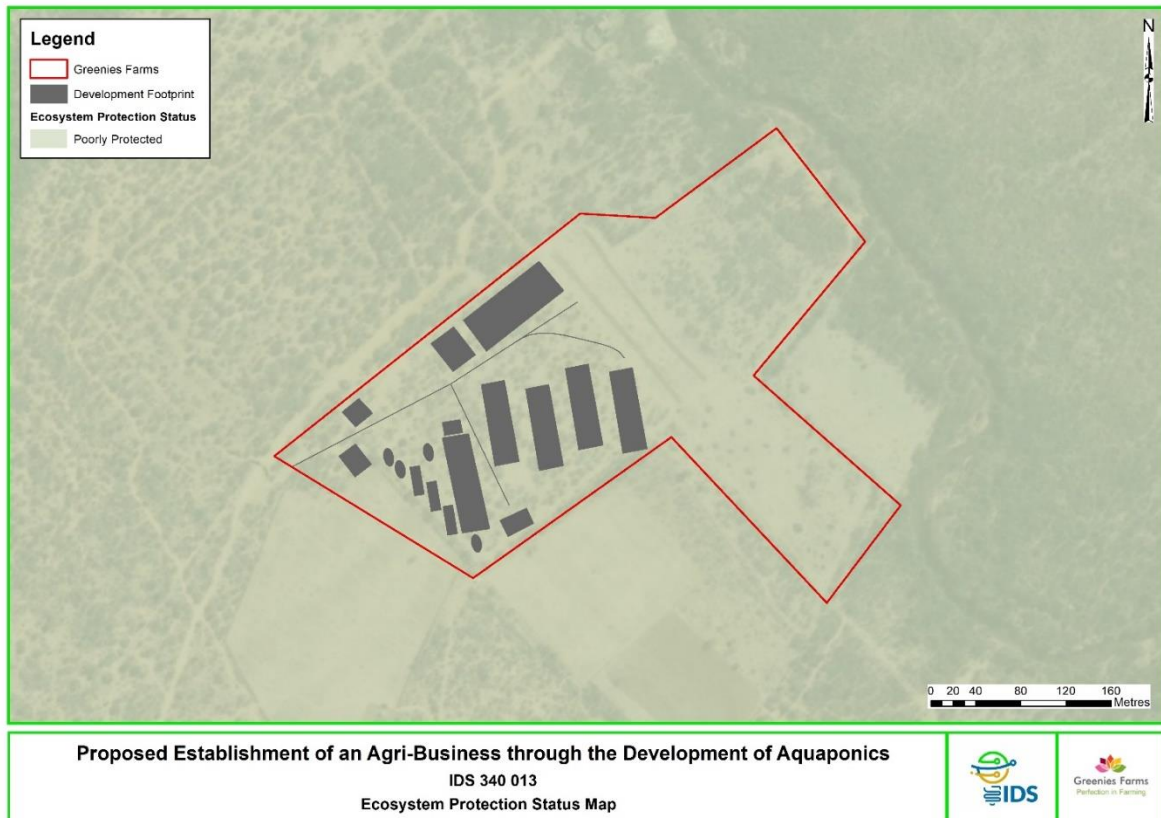 Legend
Greenies Farms
Development Footprint
Ecosystem Protection Status
Poorly Protected
N
0 20 40 80 120 160
Metres
Proposed Establishment of an Agri-Business through the Development of Aquaponics
IDS 340 013
Ecosystem Protection Status Map
IDS
Greenies Farms
Perfection in Farming